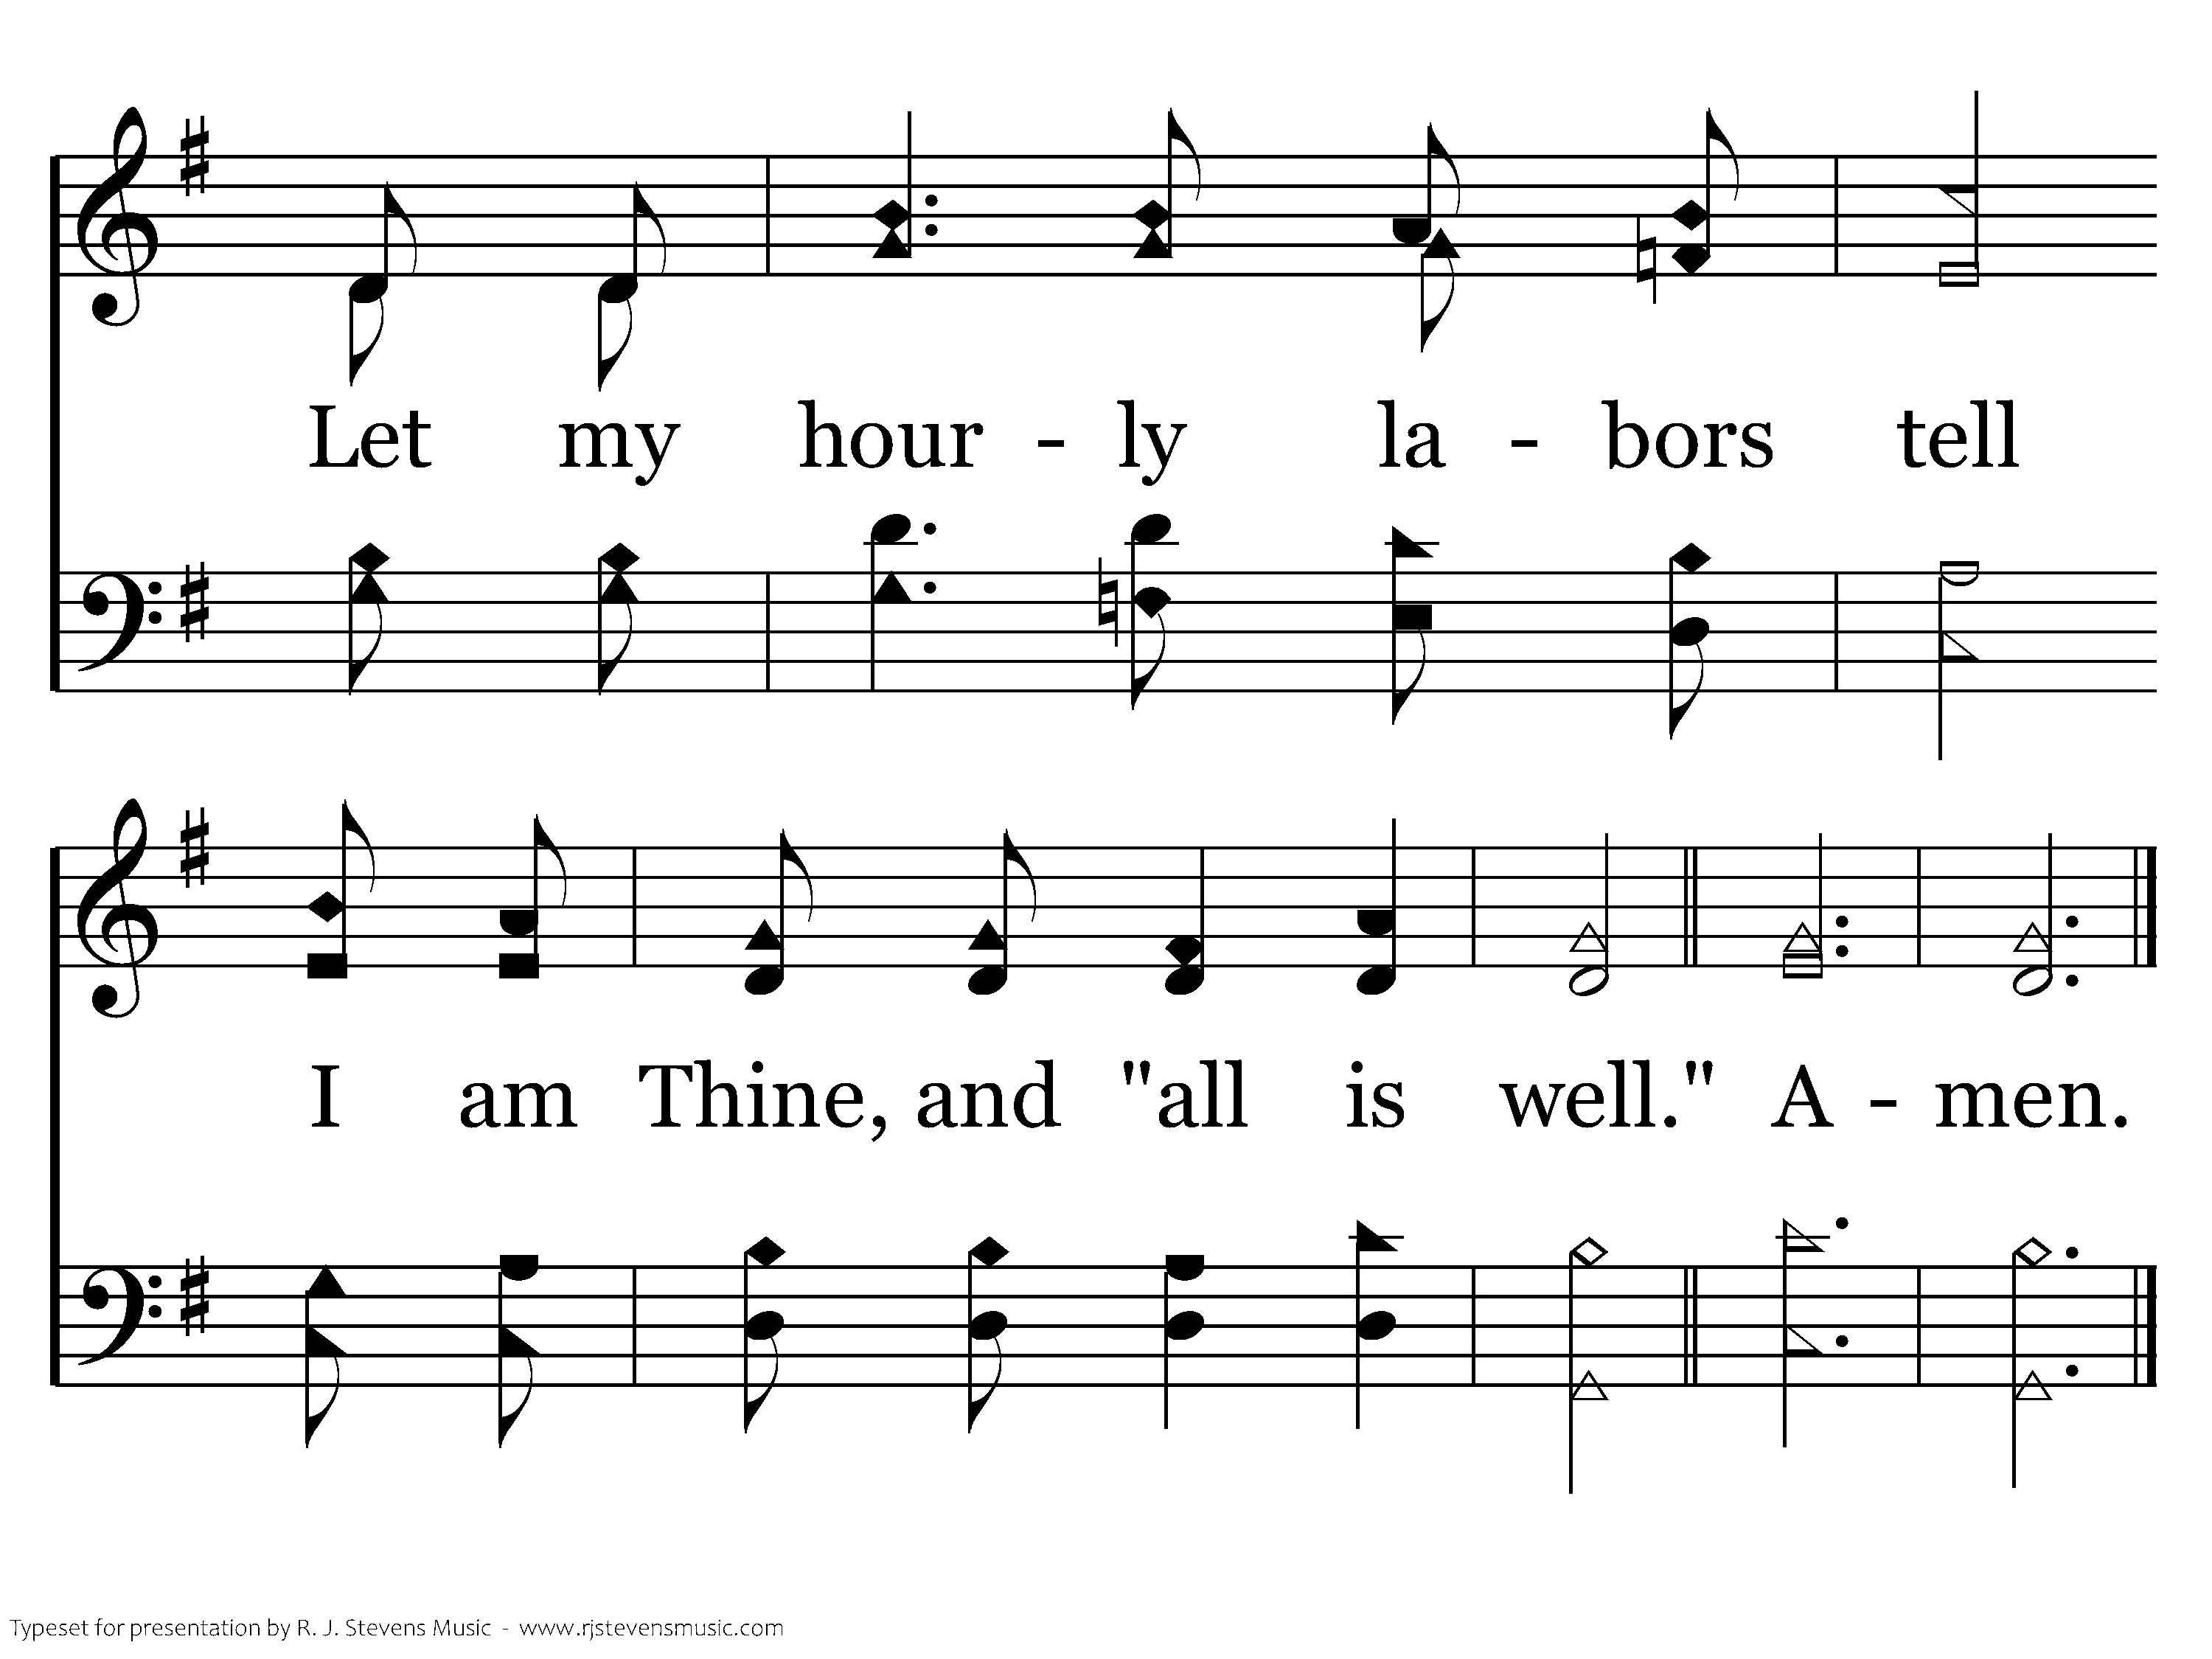 Let my hour - ly la - bors tell
I am Thine, and "all is well." A - men.
Typeset for presentation by R. J. Stevens Music - www.rjstevensmusic.com